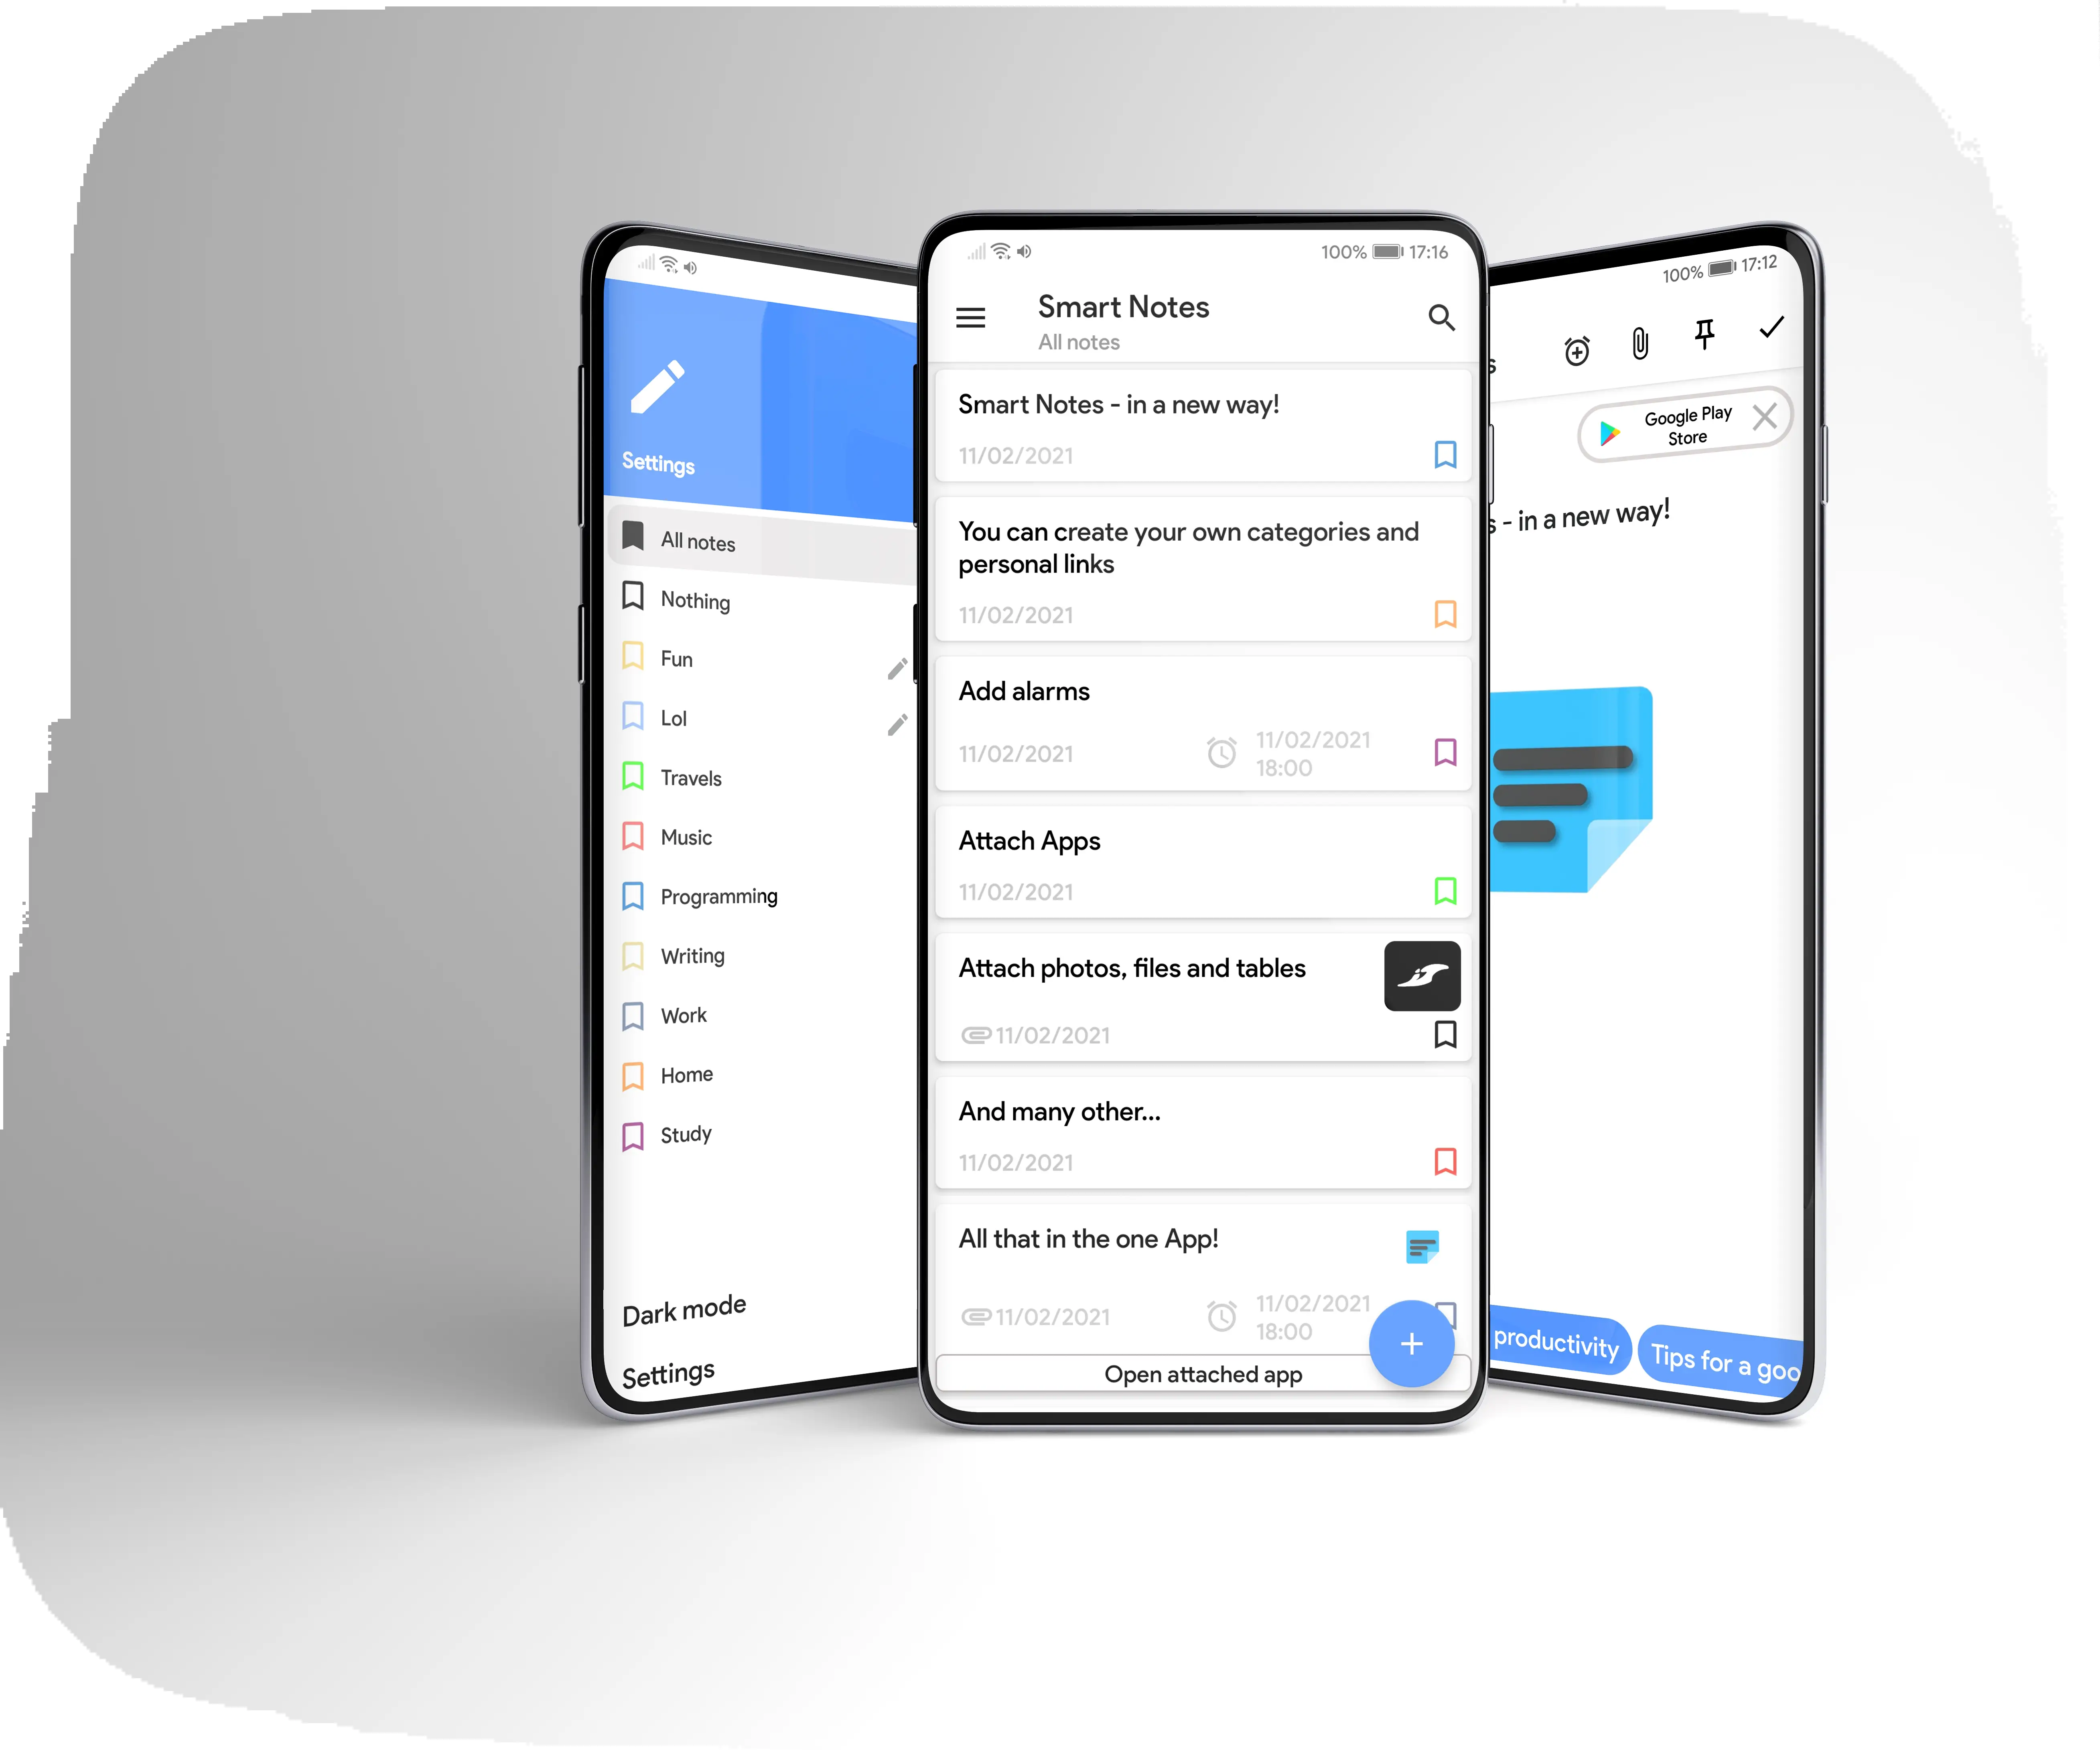 Settings
All notes
Nothing
Fun
Lol
Travels
Music
Programming
Writing
Work
Home
Study
Dark mode
Settings
100% 17:16
Smart Notes
All notes
Smart Notes - in a new way!
11/02/2021
You can create your own categories and
personal links
11/02/2021
Add alarms
11/02/2021
11/02/2021
18:00
Attach Apps
11/02/2021
Attach photos, files and tables
11/02/2021
And many other...
11/02/2021
All that in the one App!
11/02/2021
11/02/2021
18:00
Open attached app
100% 17:12
s
Google Play
Store
s - in a new way!
productivity
Tips for a goo